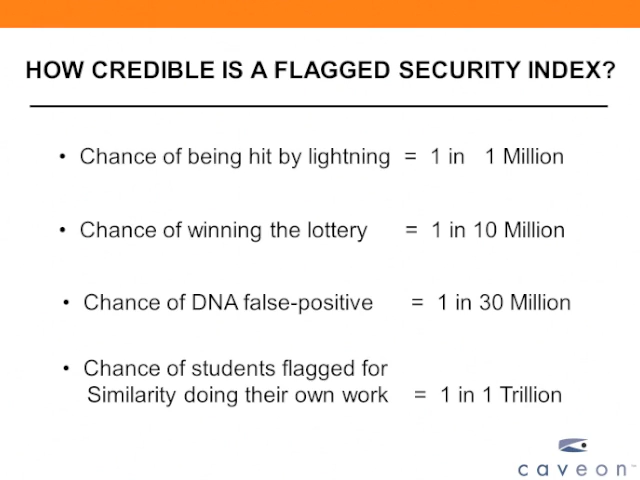 HOW CREDIBLE IS A FLAGGED SECURITY INDEX?
• Chance of being hit by lightning = 1 in 1 Million
• Chance of winning the lottery = 1 in 10 Million
• Chance of DNA false-positive = 1 in 30 Million
• Chance of students flagged for
Similarity doing their own work = 1 in 1 Trillion
caveon™